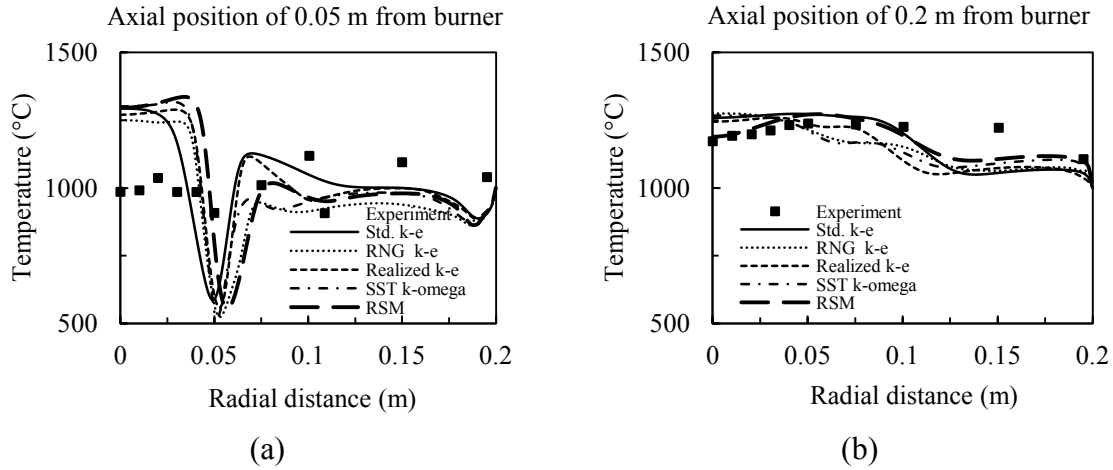 Axial position of 0.05 m from burner
1500
1000
500
Temperature (°C)
Experiment
Std. k-e
RNG k-e
Realized k-e
SST k-omega
RSM
0 0.05 0.1 0.15 0.2
Radial distance (m)
(a)
Axial position of 0.2 m from burner
1500
1000
500
Temperature (°C)
Experiment
Std. k-e
RNG k-e
Realized k-e
SST k-omega
RSM
0 0.05 0.1 0.15 0.2
Radial distance (m)
(b)